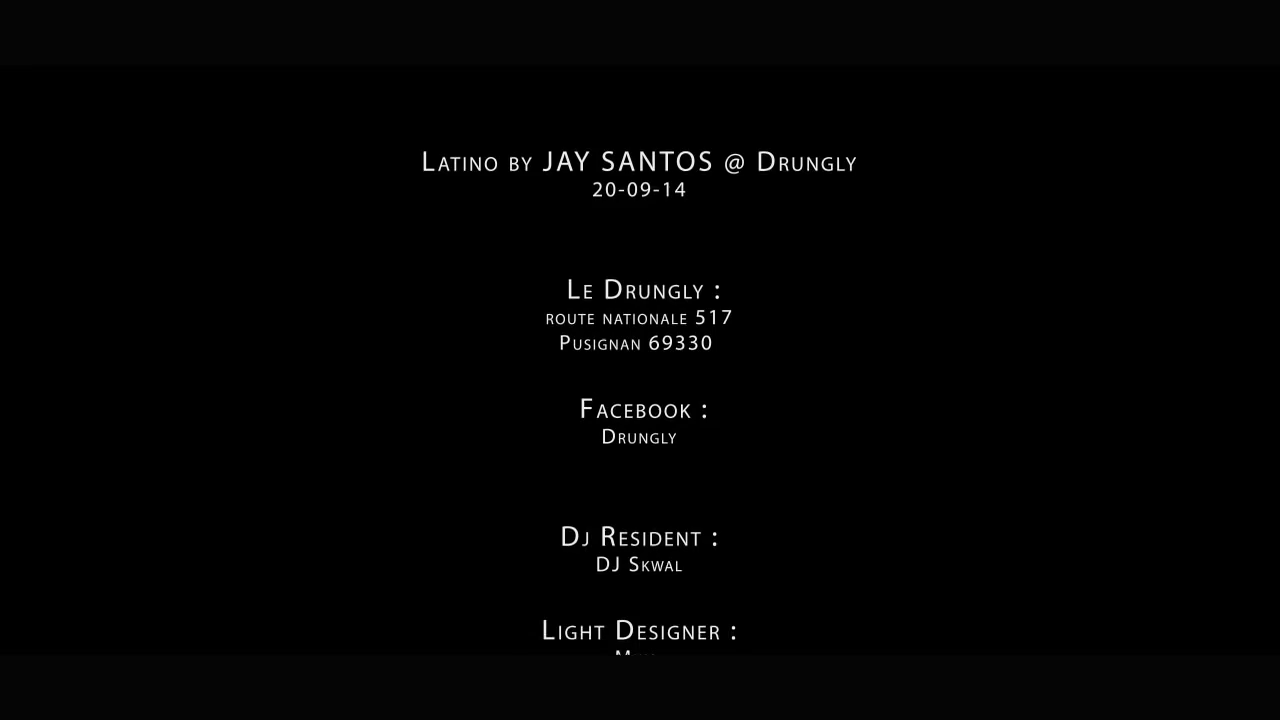 Latino by JAY SANTOS @ Drungly
20-09-14
Le Drungly :
route nationale 517
Pusignan 69330
Facebook :
Drungly
Dj Resident :
DJ Skwal
Light Designer :